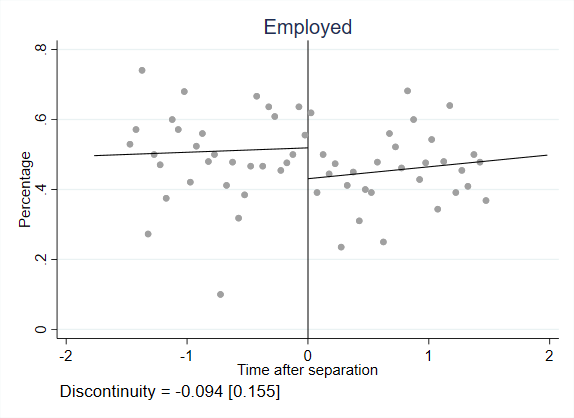 Employed
Percentage
.8
.6
.4
.2
0
-2
-1
0
1
2
Time after separation
Discontinuity = -0.094 [0.155]